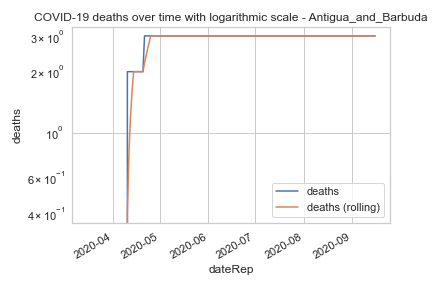 COVID-19 deaths over time with logarithmic scale - Antigua_and_Barbuda
3 × 10⁰
2 × 10⁰
10⁰
6 × 10⁻¹
4 × 10⁻¹
deaths
deaths
deaths (rolling)
2020-04
2020-05
2020-06
2020-07
2020-08
2020-09
dateRep